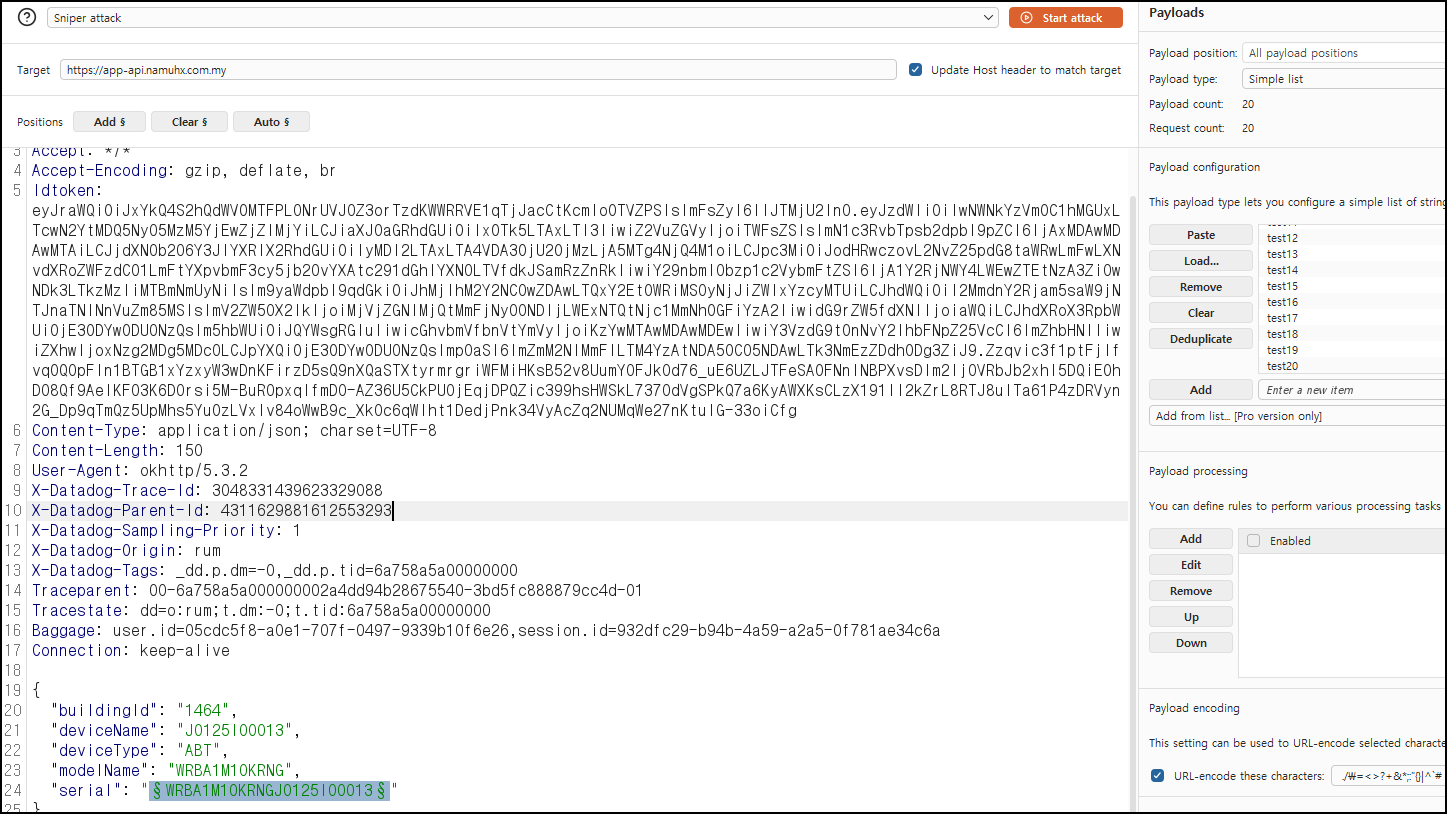 Sniper attack
Start attack
Target
https://app-api.namuhx.com.my
Update Host header to match target
Positions
Add §
Clear §
Auto §
3 Accept: */*
4 Accept-Encoding: gzip, deflate, br
5 Idtoken:
6 Content-Type: application/json; charset=UTF-8
7 Content-Length: 150
8 User-Agent: okhttp/5.3.2
9 X-Datadog-Trace-Id: 3048331439623329088
10 X-Datadog-Parent-Id: 4311629881612553293
11 X-Datadog-Sampling-Priority: 1
12 X-Datadog-Origin: rum
13 X-Datadog-Tags: _dd.p.dm=-0,_dd.p.tid=6a758a5a00000000
14 Traceparent: 00-6a758a5a000000002a4dd94b28675540-3bd5fc888879cc4d-01
15 Tracestate: dd=o:rum;t.dm:-0;t.tid:6a758a5a00000000
16 Baggage: user.id=05cdc5f8-a0e1-707f-0497-9339b10f6e26,session.id=932dfc29-b94b-4a59-a2a5-0f781ae34c6a
17 Connection: keep-alive
18
19 {
20 "buildingId": "1464",
21 "deviceName": "J0125I00013",
22 "deviceType": "ABT",
23 "modelName": "WRBA1M10KRNG",
24 "serial": "§WRBA1M10KRNGJ0125I00013§"
25 }
Payloads
Payload position: All payload positions
Payload type: Simple list
Payload count: 20
Request count: 20
Payload configuration
This payload type lets you configure a simple list of string
Paste
Load...
Remove
Clear
Deduplicate
test12
test13
test14
test15
test16
test17
test18
test19
test20
Add
Enter a new item
Add from list... [Pro version only]
Payload processing
You can define rules to perform various processing tasks
Add
Edit
Remove
Up
Down
Enabled
Payload encoding
This setting can be used to URL-encode selected characte
URL-encode these characters: ./₩=<>?+&*;:"{}|^`#